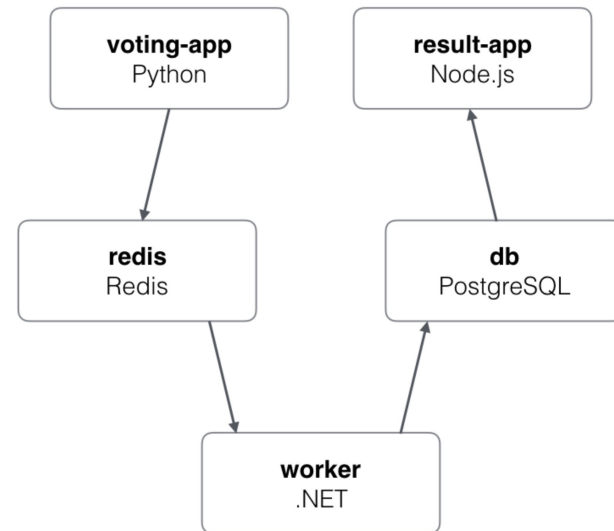 voting-app
Python
result-app
Node.js
redis
Redis
db
PostgreSQL
worker
.NET